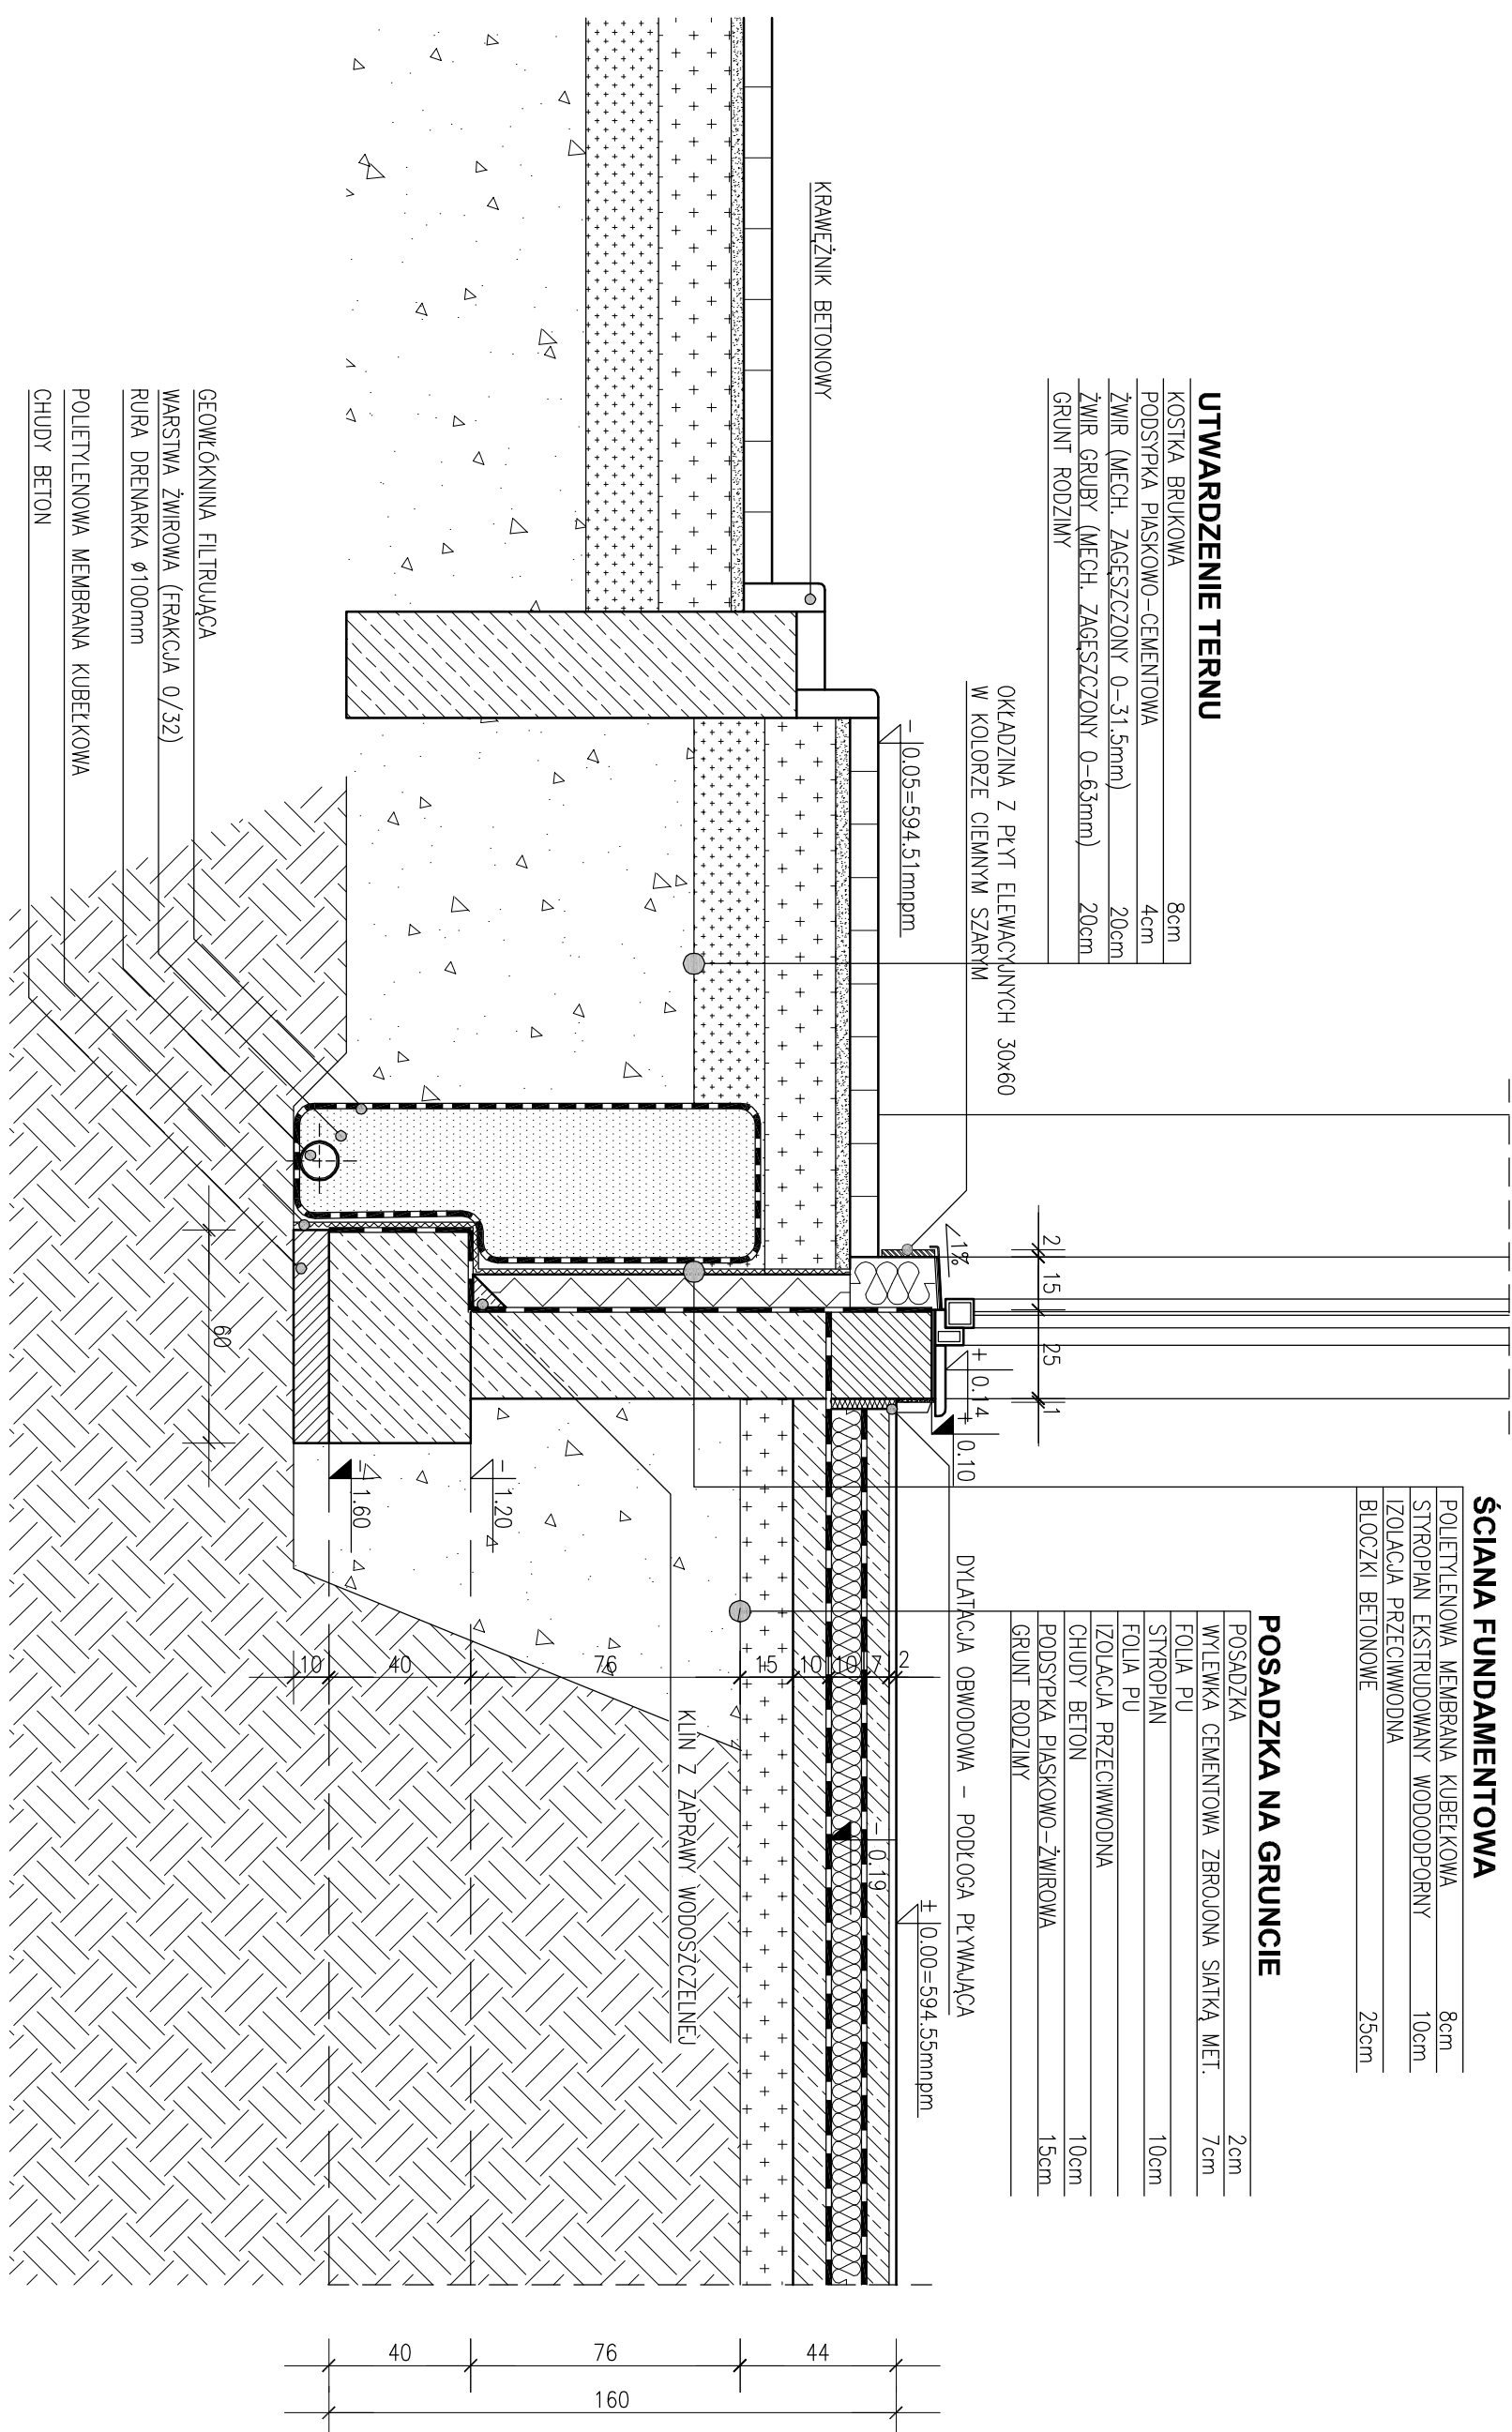 UTWARDZENIE TERNU
KOSTKA BRUKOWA 8cm
PODSYPKA PIASKOWO-CEMENTOWA 4cm
ŻWIR (MECH. ZAGĘSZCZONY 0-31.5mm) 20cm
ŻWIR GRUBY (MECH. ZAGĘSZCZONY 0-63mm) 20cm
GRUNT RODZIMY
KRAWĘŻNIK BETONOWY
OKŁADZINA Z PŁYT ELEWACYJNYCH 30x60
W KOLORZE CIEMNYM SZARYM
- 0.05=594.51mnpm
GEOWŁÓKNINA FILTRUJĄCA
WARSTWA ŻWIROWA (FRAKCJA 0/32)
RURA DRENARKA ø100mm
POLIETYLENOWA MEMBRANA KUBEŁKOWA
CHUDY BETON
2
15
25
1
1%
+ 0.14
+ 0.10
60
- 1.60
- 1.20
ŚCIANA FUNDAMENTOWA
POLIETYLENOWA MEMBRANA KUBEŁKOWA 8cm
STYROPIAN EKSTRUDOWANY WODOODPORNY 10cm
IZOLACJA PRZECIWWODNA
BLOCZKI BETONOWE 25cm
POSADZKA NA GRUNCIE
POSADZKA 2cm
WYLEWKA CEMENTOWA ZBROJONA SIATKĄ MET. 7cm
FOLIA PU
STYROPIAN 10cm
FOLIA PU
IZOLACJA PRZECIWWODNA
CHUDY BETON 10cm
PODSYPKA PIASKOWO-ŻWIROWA 15cm
GRUNT RODZIMY
DYLATACJA OBWODOWA - PODŁOGA PŁYWAJĄCA
± 0.00=594.55mnpm
- 0.19
KLIN Z ZAPRAWY WODOSZCZELNEJ
10
40
76
15
10
10
7
2
40
76
44
160